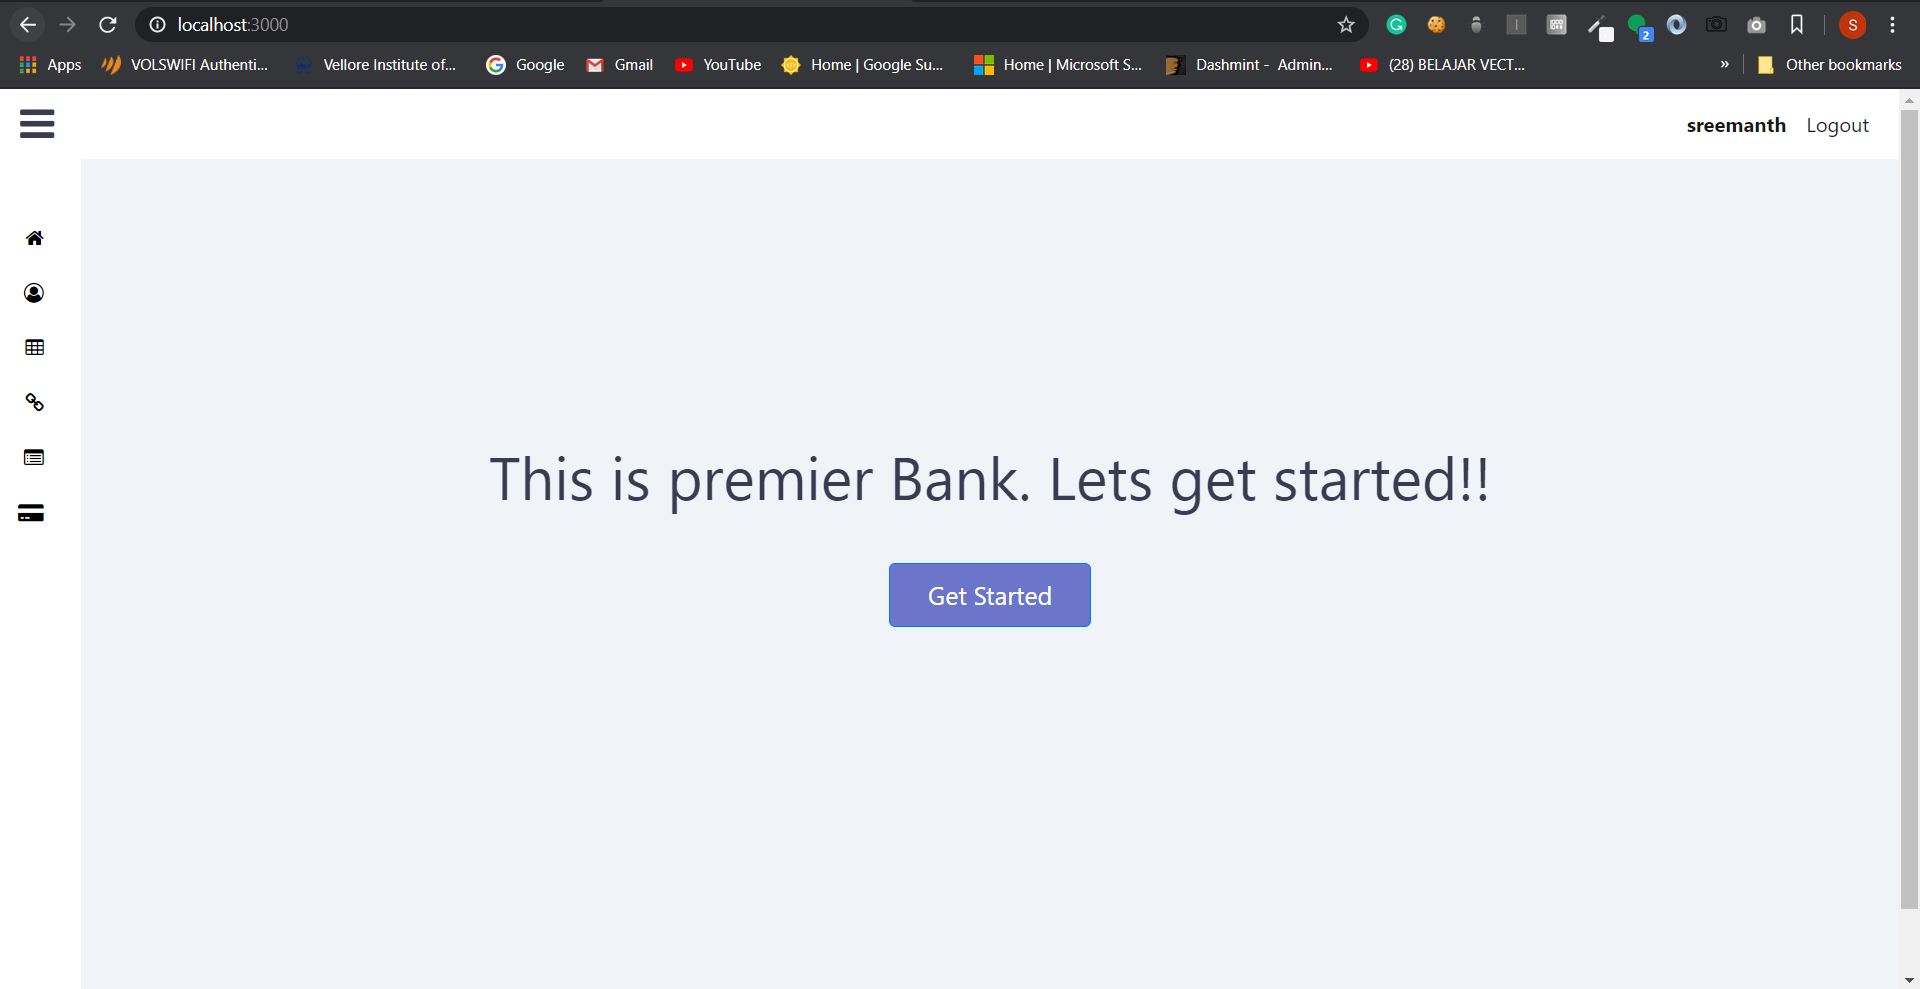 localhost:3000
2
S
Apps VOLSWIFI Authenti... Vellore Institute of... Google Gmail YouTube Home | Google Su... Home | Microsoft S... Dashmint - Admin... (28) BELAJAR VECT... » Other bookmarks
sreemanth Logout
This is premier Bank. Lets get started!!
Get Started